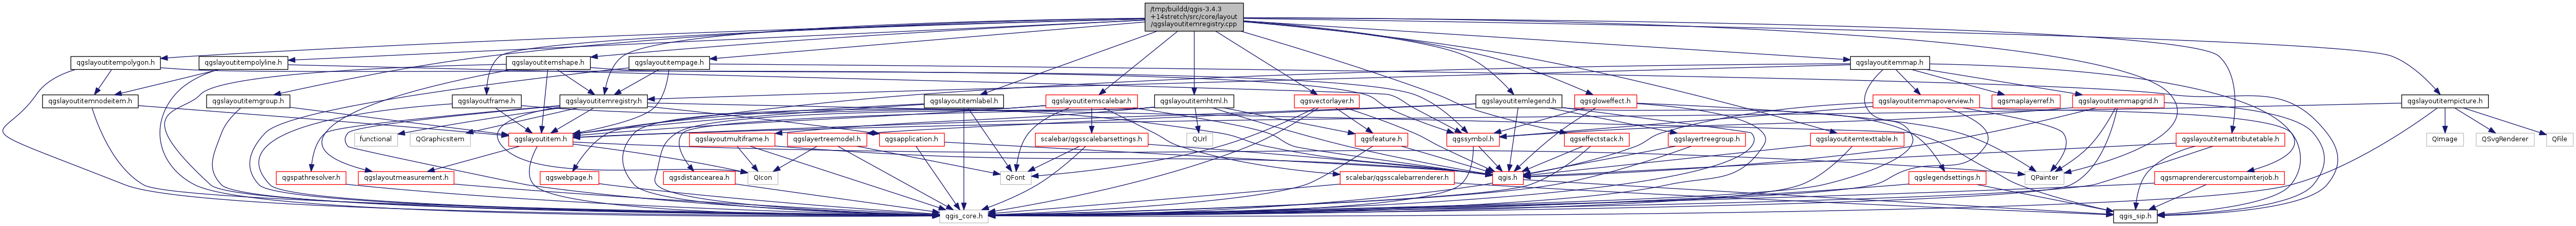 /tmp/buildd/qgis-3.4.3
+14stretch/src/core/layout
/qgslayoutitemregistry.cpp
qgslayoutitempolygon.h
qgslayoutitempolyline.h
qgslayoutitemshape.h
qgslayoutitempage.h
qgslayoutitemmap.h
qgslayoutitemnodeitem.h
qgslayoutitemgroup.h
qgslayoutframe.h
qgslayoutitemregistry.h
qgslayoutitemlabel.h
qgslayoutitemscalebar.h
qgslayoutitemhtml.h
qgsvectorlayer.h
qgslayoutitemlegend.h
qgsgloweffect.h
qgslayoutitemmapoverview.h
qgsmaplayerref.h
qgslayoutitemmapgrid.h
qgslayoutitempicture.h
functional
QGraphicsItem
qgslayoutitem.h
qgslayoutmultiframe.h
qgslayertreemodel.h
qgsapplication.h
scalebar/qgsscalebarsettings.h
QUrl
qgsfeature.h
qgssymbol.h
qgseffectstack.h
qgslayertreegroup.h
qgslayoutitemtexttable.h
qgslayoutitemattributetable.h
QImage
QSvgRenderer
QFile
qgspathresolver.h
qgslayoutmeasurement.h
qgswebpage.h
qgsdistancearea.h
QIcon
QFont
scalebar/qgsscalebarrenderer.h
qgis.h
qgslegendsettings.h
QPainter
qgsmaprenderercustompainterjob.h
qgis_core.h
qgis_sip.h